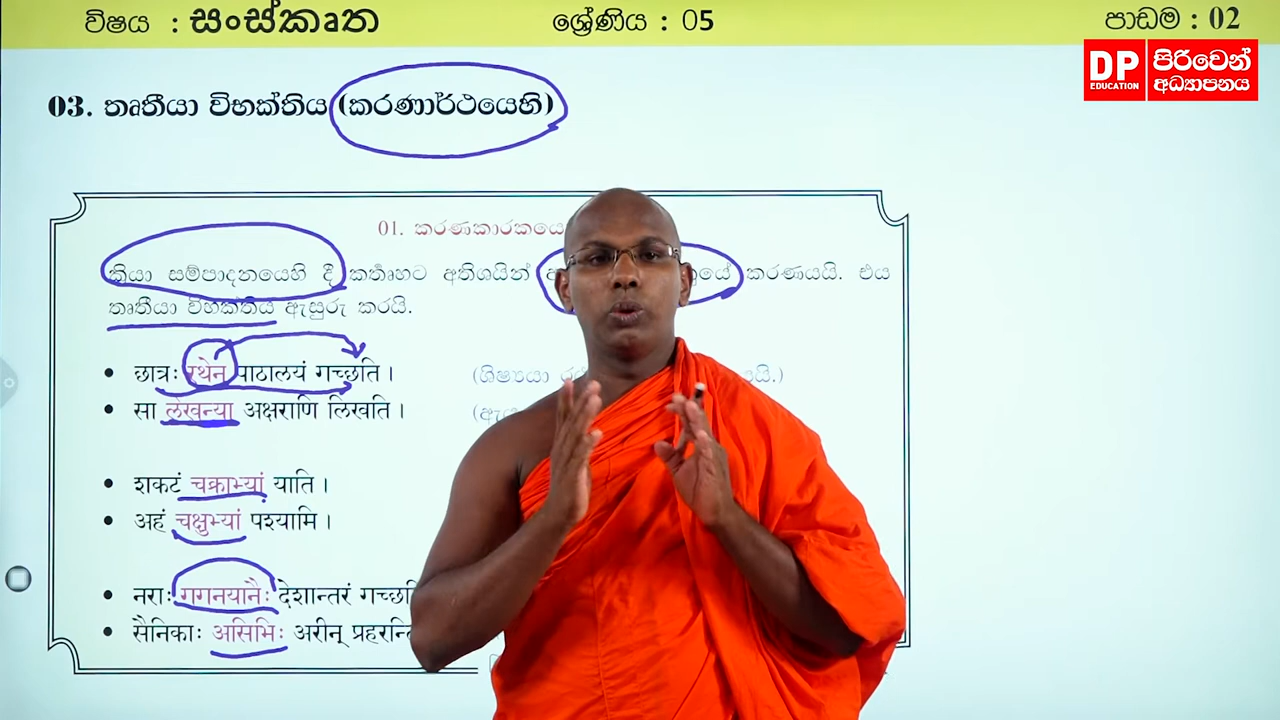 විෂය : සංස්කෘත ශ්‍රේණිය : 05 පාඩම : 02
DP EDUCATION පිරිවෙන් අධ්‍යාපනය
03. තෘතීයා විභක්තිය (කරණාර්ථයෙහි)
01. කරණකාරකයෙ
ක්‍රියා සම්පාදනයෙහි දී කර්තෘහට අතිශයින් කරණයයි. එය
තෘතීයා විභක්තිය ඇසුරු කරයි.
• छात्रः रथेन पाठालयं गच्छति । (ශිෂ්‍යයා
• सा लेखन्या अक्षराणि लिखति । (ඇය
• शकटं चक्राभ्यां याति ।
• अहं चक्षुभ्यां पश्यामि ।
• नराः गगनयानैः देशान्तरं
• सैनिकाः असिभिः अरीन्